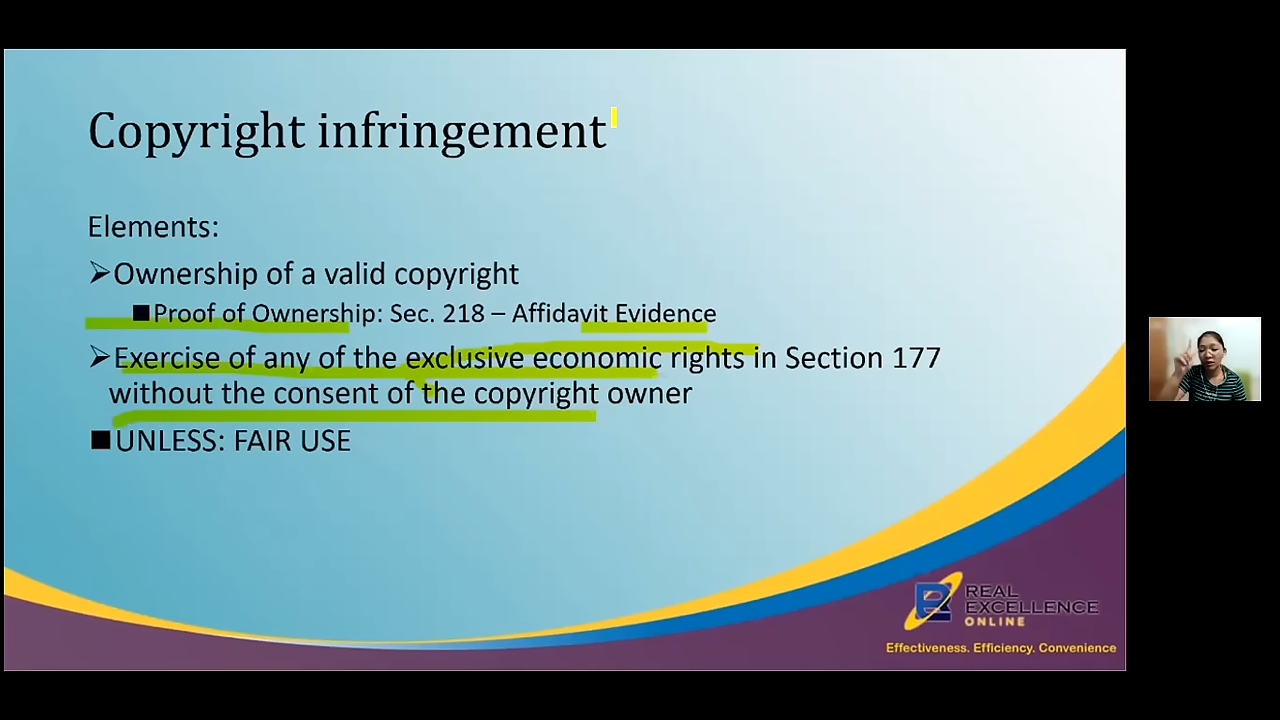 Copyright infringement
Elements:
➢Ownership of a valid copyright
■Proof of Ownership: Sec. 218 – Affidavit Evidence
➢Exercise of any of the exclusive economic rights in Section 177
without the consent of the copyright owner
■UNLESS: FAIR USE
REAL
EXCELLENCE
ONLINE
Effectiveness. Efficiency. Convenience